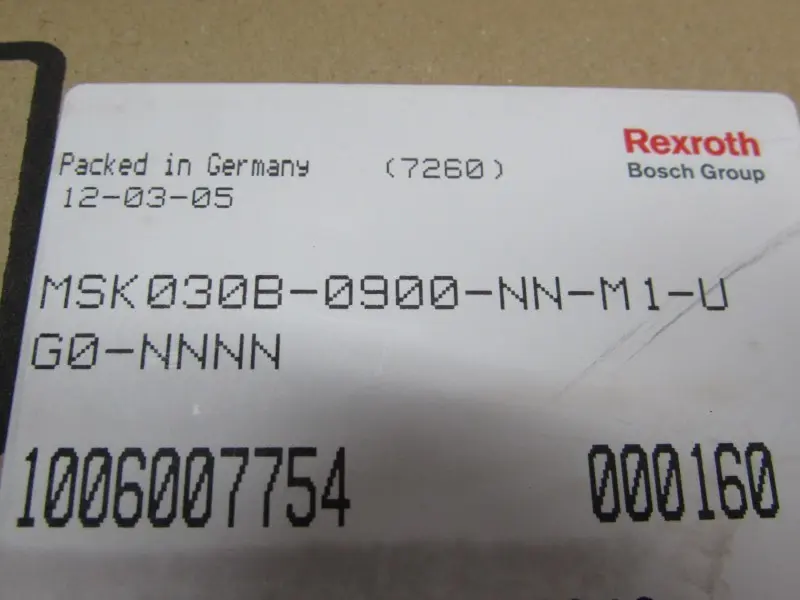 Packed in Germany (7260)
12-03-05
Rexroth
Bosch Group
MSK030B-0900-NN-M1-U
G0-NNNN
1006007754 000160